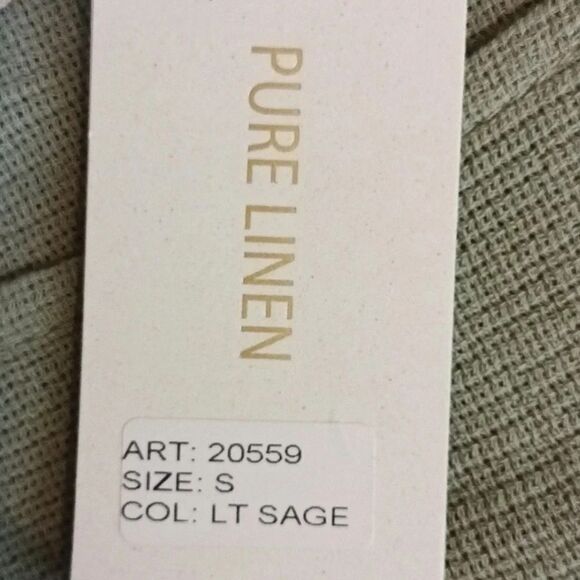 PURE LINEN
ART: 20559
SIZE: S
COL: LT SAGE